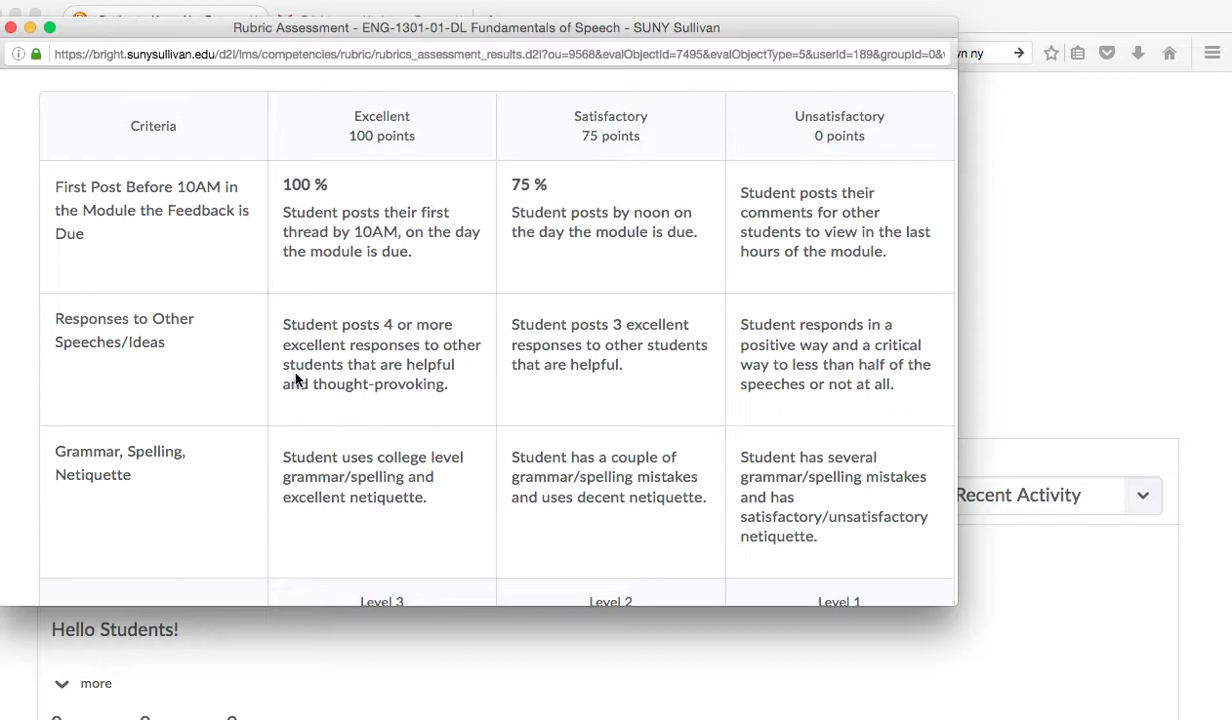 Rubric Assessment - ENG-1301-01-DL Fundamentals of Speech - SUNY Sullivan
https://bright.sunysullivan.edu/d2l/lms/competencies/rubric/rubrics_assessment_results.d2l?ou=9568&evalObjectId=7495&evalObjectType=5&userId=189&groupId=0&
wn ny
Criteria
Excellent
100 points
Satisfactory
75 points
Unsatisfactory
0 points
First Post Before 10AM in
the Module the Feedback is
Due
100 %
Student posts their first
thread by 10AM, on the day
the module is due.
75 %
Student posts by noon on
the day the module is due.
Student posts their
comments for other
students to view in the last
hours of the module.
Responses to Other
Speeches/Ideas
Student posts 4 or more
excellent responses to other
students that are helpful
and thought-provoking.
Student posts 3 excellent
responses to other students
that are helpful.
Student responds in a
positive way and a critical
way to less than half of the
speeches or not at all.
Grammar, Spelling,
Netiquette
Student uses college level
grammar/spelling and
excellent netiquette.
Student has a couple of
grammar/spelling mistakes
and uses decent netiquette.
Student has several
grammar/spelling mistakes
and has
satisfactory/unsatisfactory
netiquette.
Level 3
Level 2
Level 1
Recent Activity
Hello Students!
more